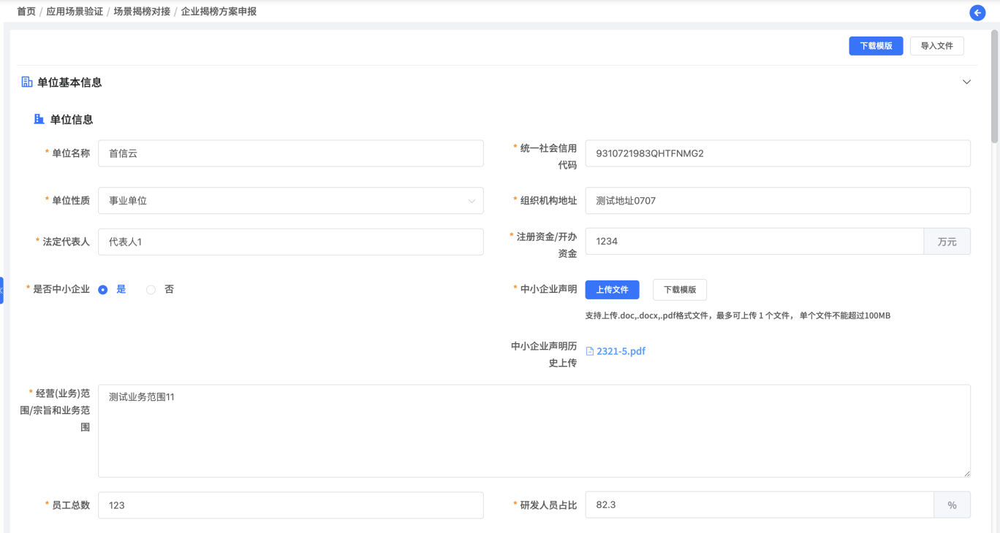 首页 / 应用场景验证 / 场景揭榜对接 / 企业揭榜方案申报
下载模版 导入文件
单位基本信息
单位信息
* 单位名称 首信云
* 统一社会信用
代码 9310721983QHTFNMG2
* 单位性质 事业单位
* 组织机构地址 测试地址0707
* 法定代表人 代表人1
* 注册资金/开办
资金 1234 万元
* 是否中小企业 是 否
* 中小企业声明 上传文件 下载模版
支持上传.doc,.docx,.pdf格式文件，最多可上传 1 个文件， 单个文件不能超过100MB
中小企业声明历
史上传 2321-5.pdf
* 经营(业务)范
围/宗旨和业务范
围
测试业务范围11
* 员工总数 123
* 研发人员占比 82.3 %